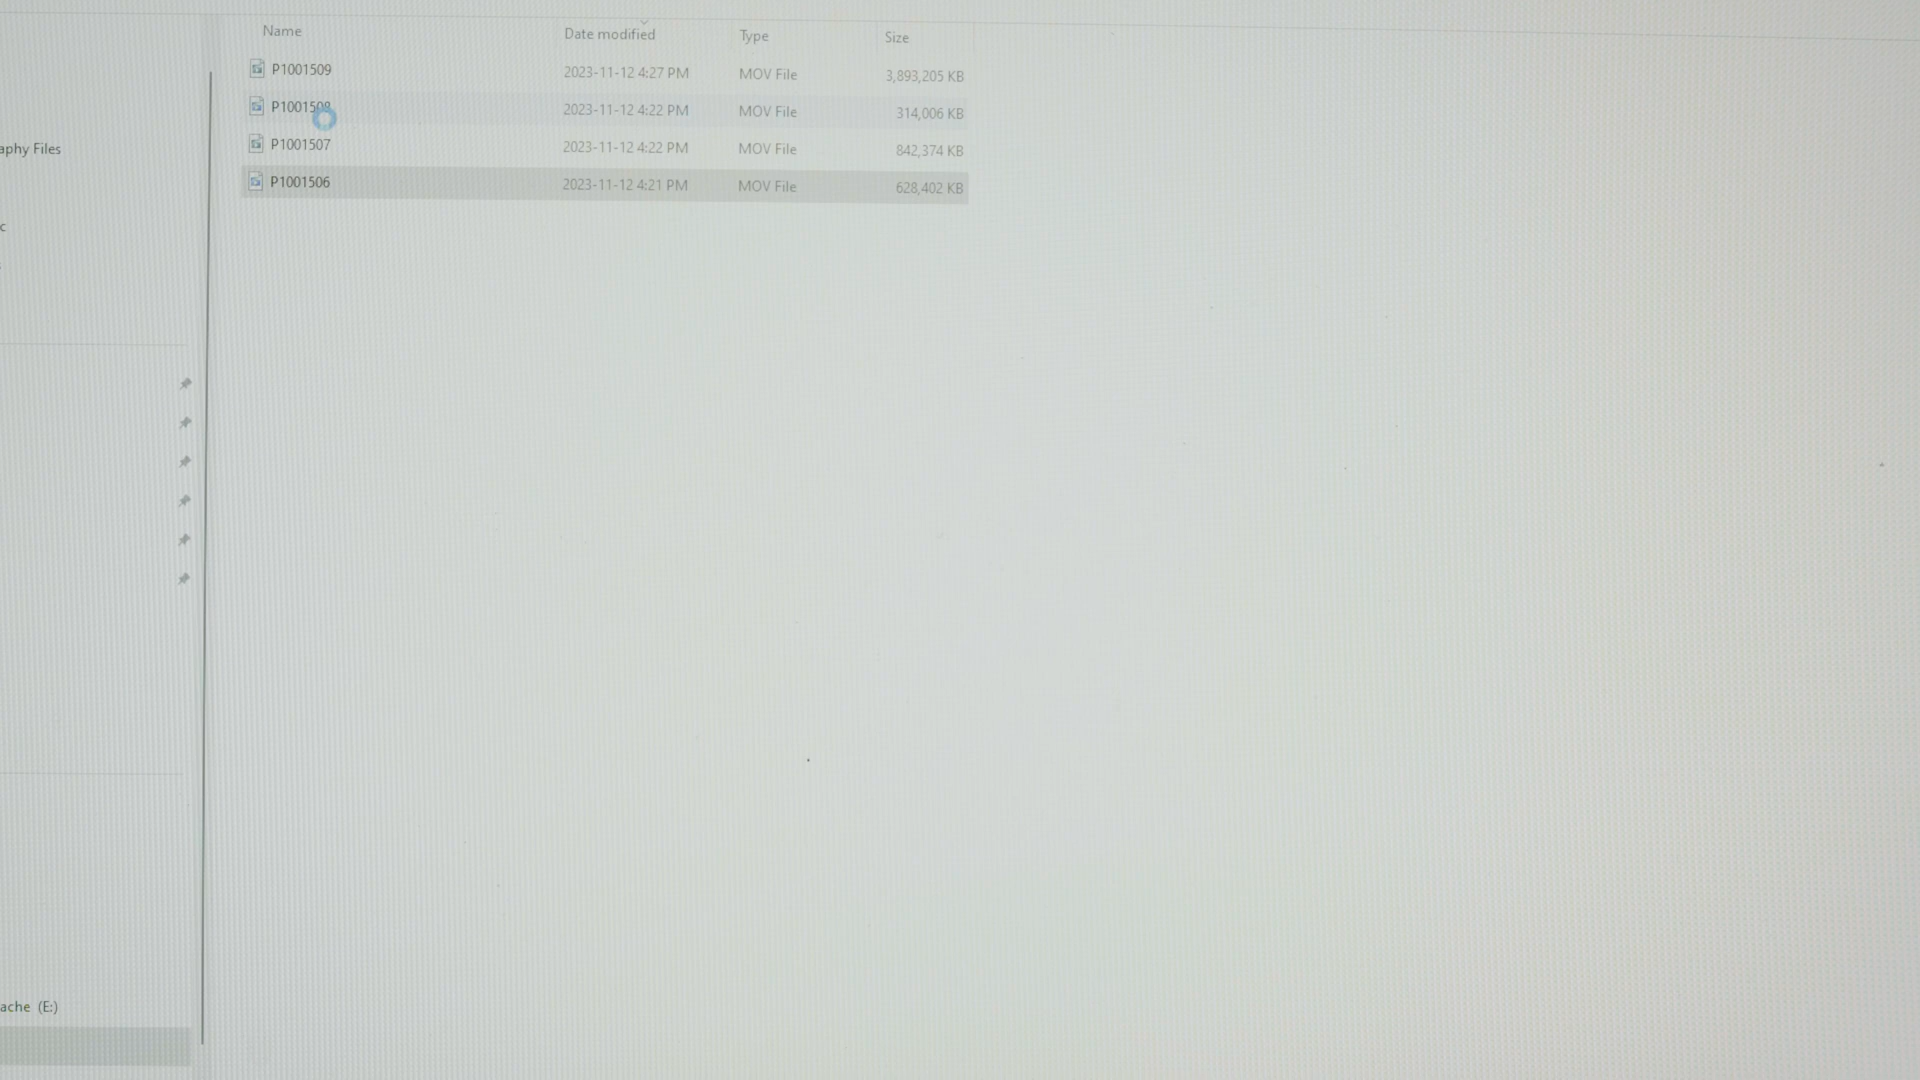 Name Date modified Type Size
P1001509 2023-11-12 4:27 PM MOV File 3,893,205 KB
P1001508 2023-11-12 4:22 PM MOV File 314,006 KB
aphy Files
P1001507 2023-11-12 4:22 PM MOV File 842,374 KB
P1001506 2023-11-12 4:21 PM MOV File 628,402 KB
c
ache (E:)